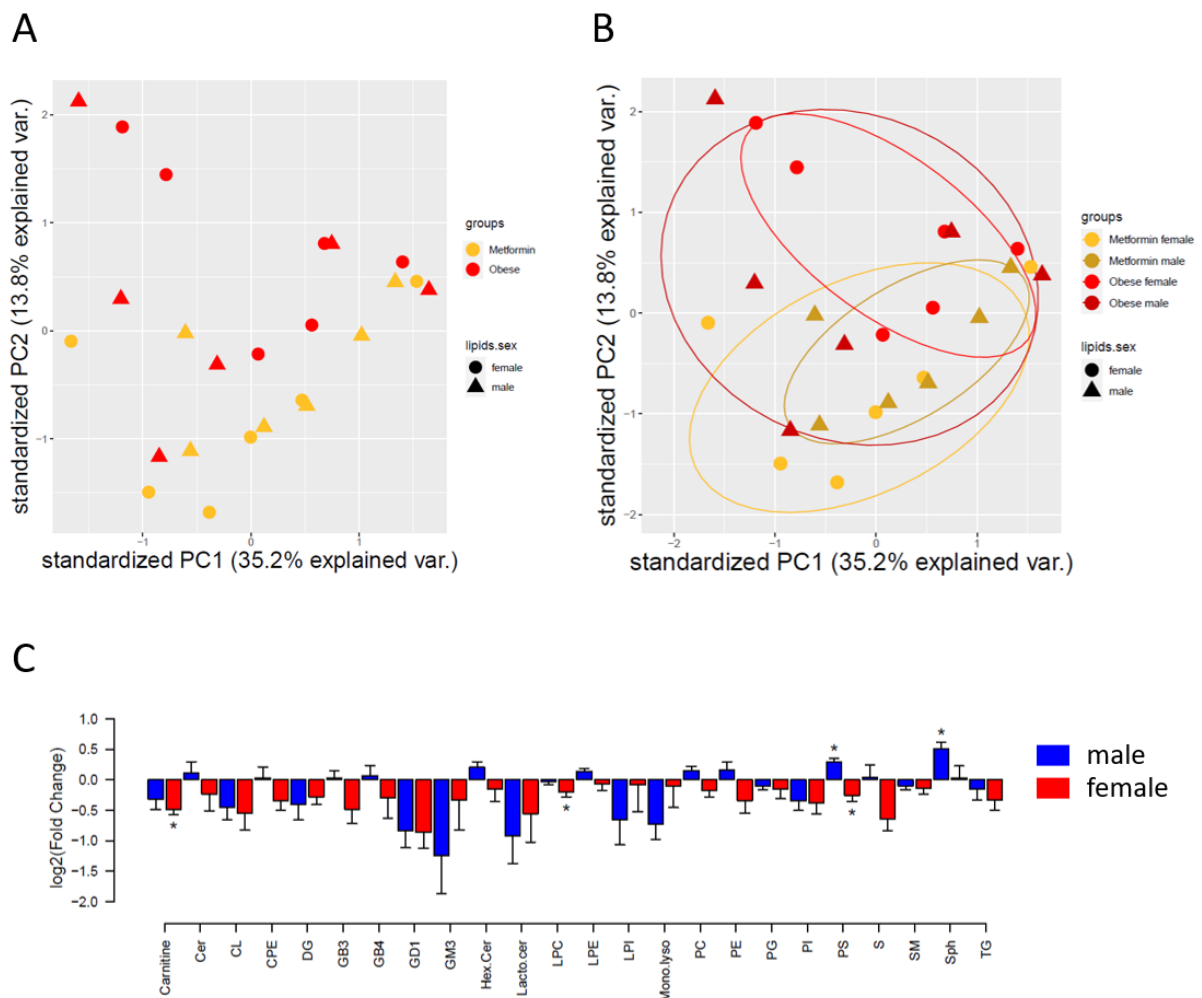 A
standardized PC2 (13.8% explained var.)
2
1
0
−1
−1
0
1
standardized PC1 (35.2% explained var.)
groups
Metformin
Obese
lipids.sex
female
male
B
standardized PC2 (13.8% explained var.)
2
1
0
−1
−2
−2
−1
0
1
standardized PC1 (35.2% explained var.)
groups
Metformin female
Metformin male
Obese female
Obese male
lipids.sex
female
male
C
log2(Fold Change)
1.0
0.5
0.0
−0.5
−1.0
−1.5
−2.0
*
*
*
*
*
Carnitine
Cer
CL
CPE
DG
GB3
GB4
GD1
GM3
Hex.Cer
Lacto.cer
LPC
LPE
LPI
Mono.lyso
PC
PE
PG
PI
PS
S
SM
Sph
TG
male
female